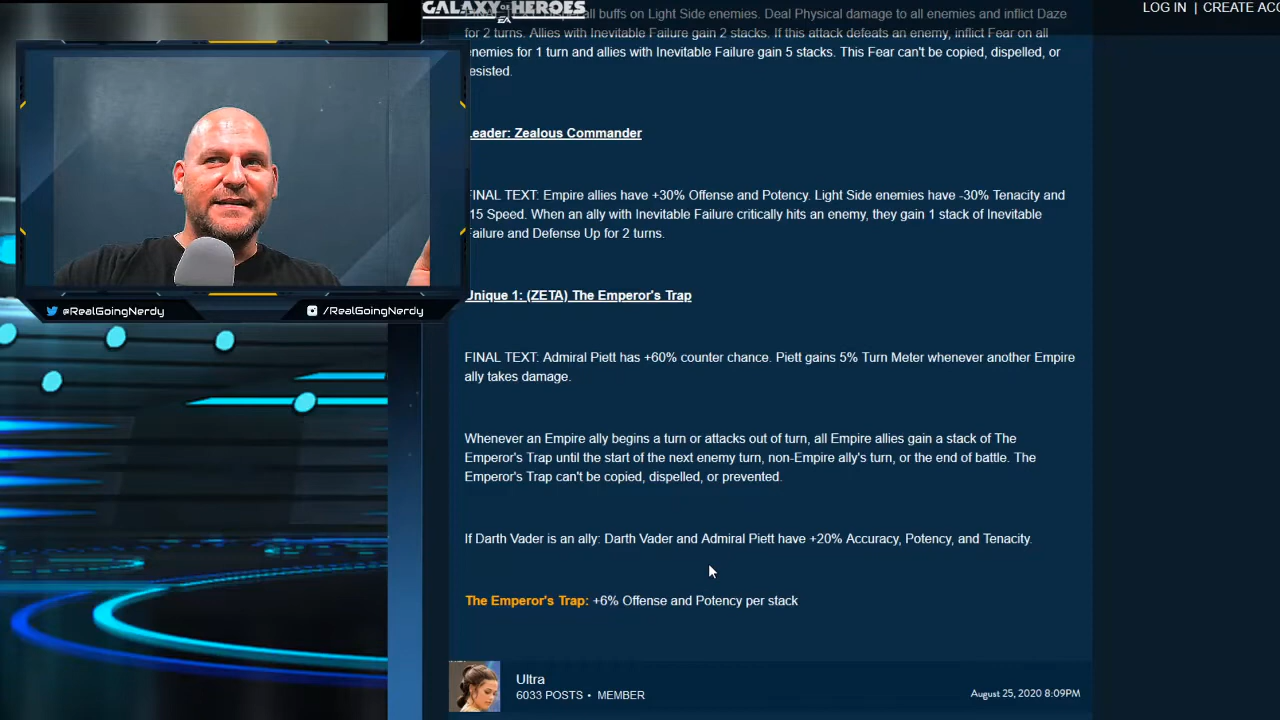 GALAXY OF HEROES
EA
LOG IN | CREATE ACC
all buffs on Light Side enemies. Deal Physical damage to all enemies and inflict Daze
for 2 turns. Allies with Inevitable Failure gain 2 stacks. If this attack defeats an enemy, inflict Fear on all
enemies for 1 turn and allies with Inevitable Failure gain 5 stacks. This Fear can't be copied, dispelled, or
esisted.
Leader: Zealous Commander
FINAL TEXT: Empire allies have +30% Offense and Potency. Light Side enemies have -30% Tenacity and
15 Speed. When an ally with Inevitable Failure critically hits an enemy, they gain 1 stack of Inevitable
Failure and Defense Up for 2 turns.
@RealGoingNerdy
/RealGoingNerdy
Unique 1: (ZETA) The Emperor's Trap
FINAL TEXT: Admiral Piett has +60% counter chance. Piett gains 5% Turn Meter whenever another Empire
ally takes damage.
Whenever an Empire ally begins a turn or attacks out of turn, all Empire allies gain a stack of The
Emperor's Trap until the start of the next enemy turn, non-Empire ally's turn, or the end of battle. The
Emperor's Trap can't be copied, dispelled, or prevented.
If Darth Vader is an ally: Darth Vader and Admiral Piett have +20% Accuracy, Potency, and Tenacity.
The Emperor's Trap: +6% Offense and Potency per stack
Ultra
6033 POSTS • MEMBER
August 25, 2020 8:09PM